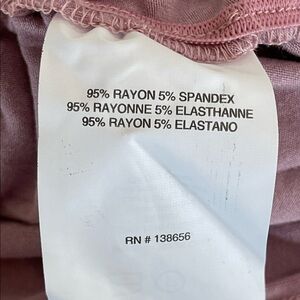 95% RAYON 5% SPANDEX
95% RAYONNE 5% ELASTHANNE
95% RAYON 5% ELASTANO
RN # 138656